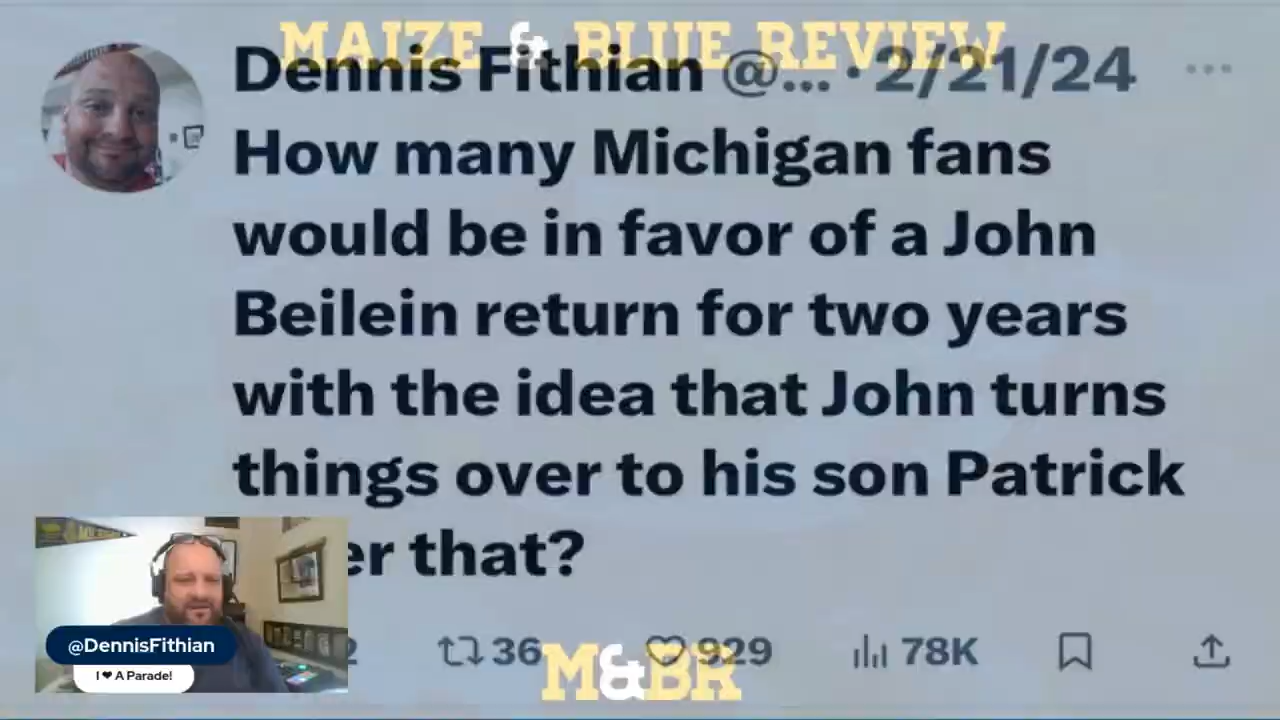 MAIZE & BLUE REVIEW
Dennis Fithian @... · 2/21/24
How many Michigan fans
would be in favor of a John
Beilein return for two years
with the idea that John turns
things over to his son Patrick
er that?
2 36 929 78K
M&BR
@DennisFithian
I ❤ A Parade!